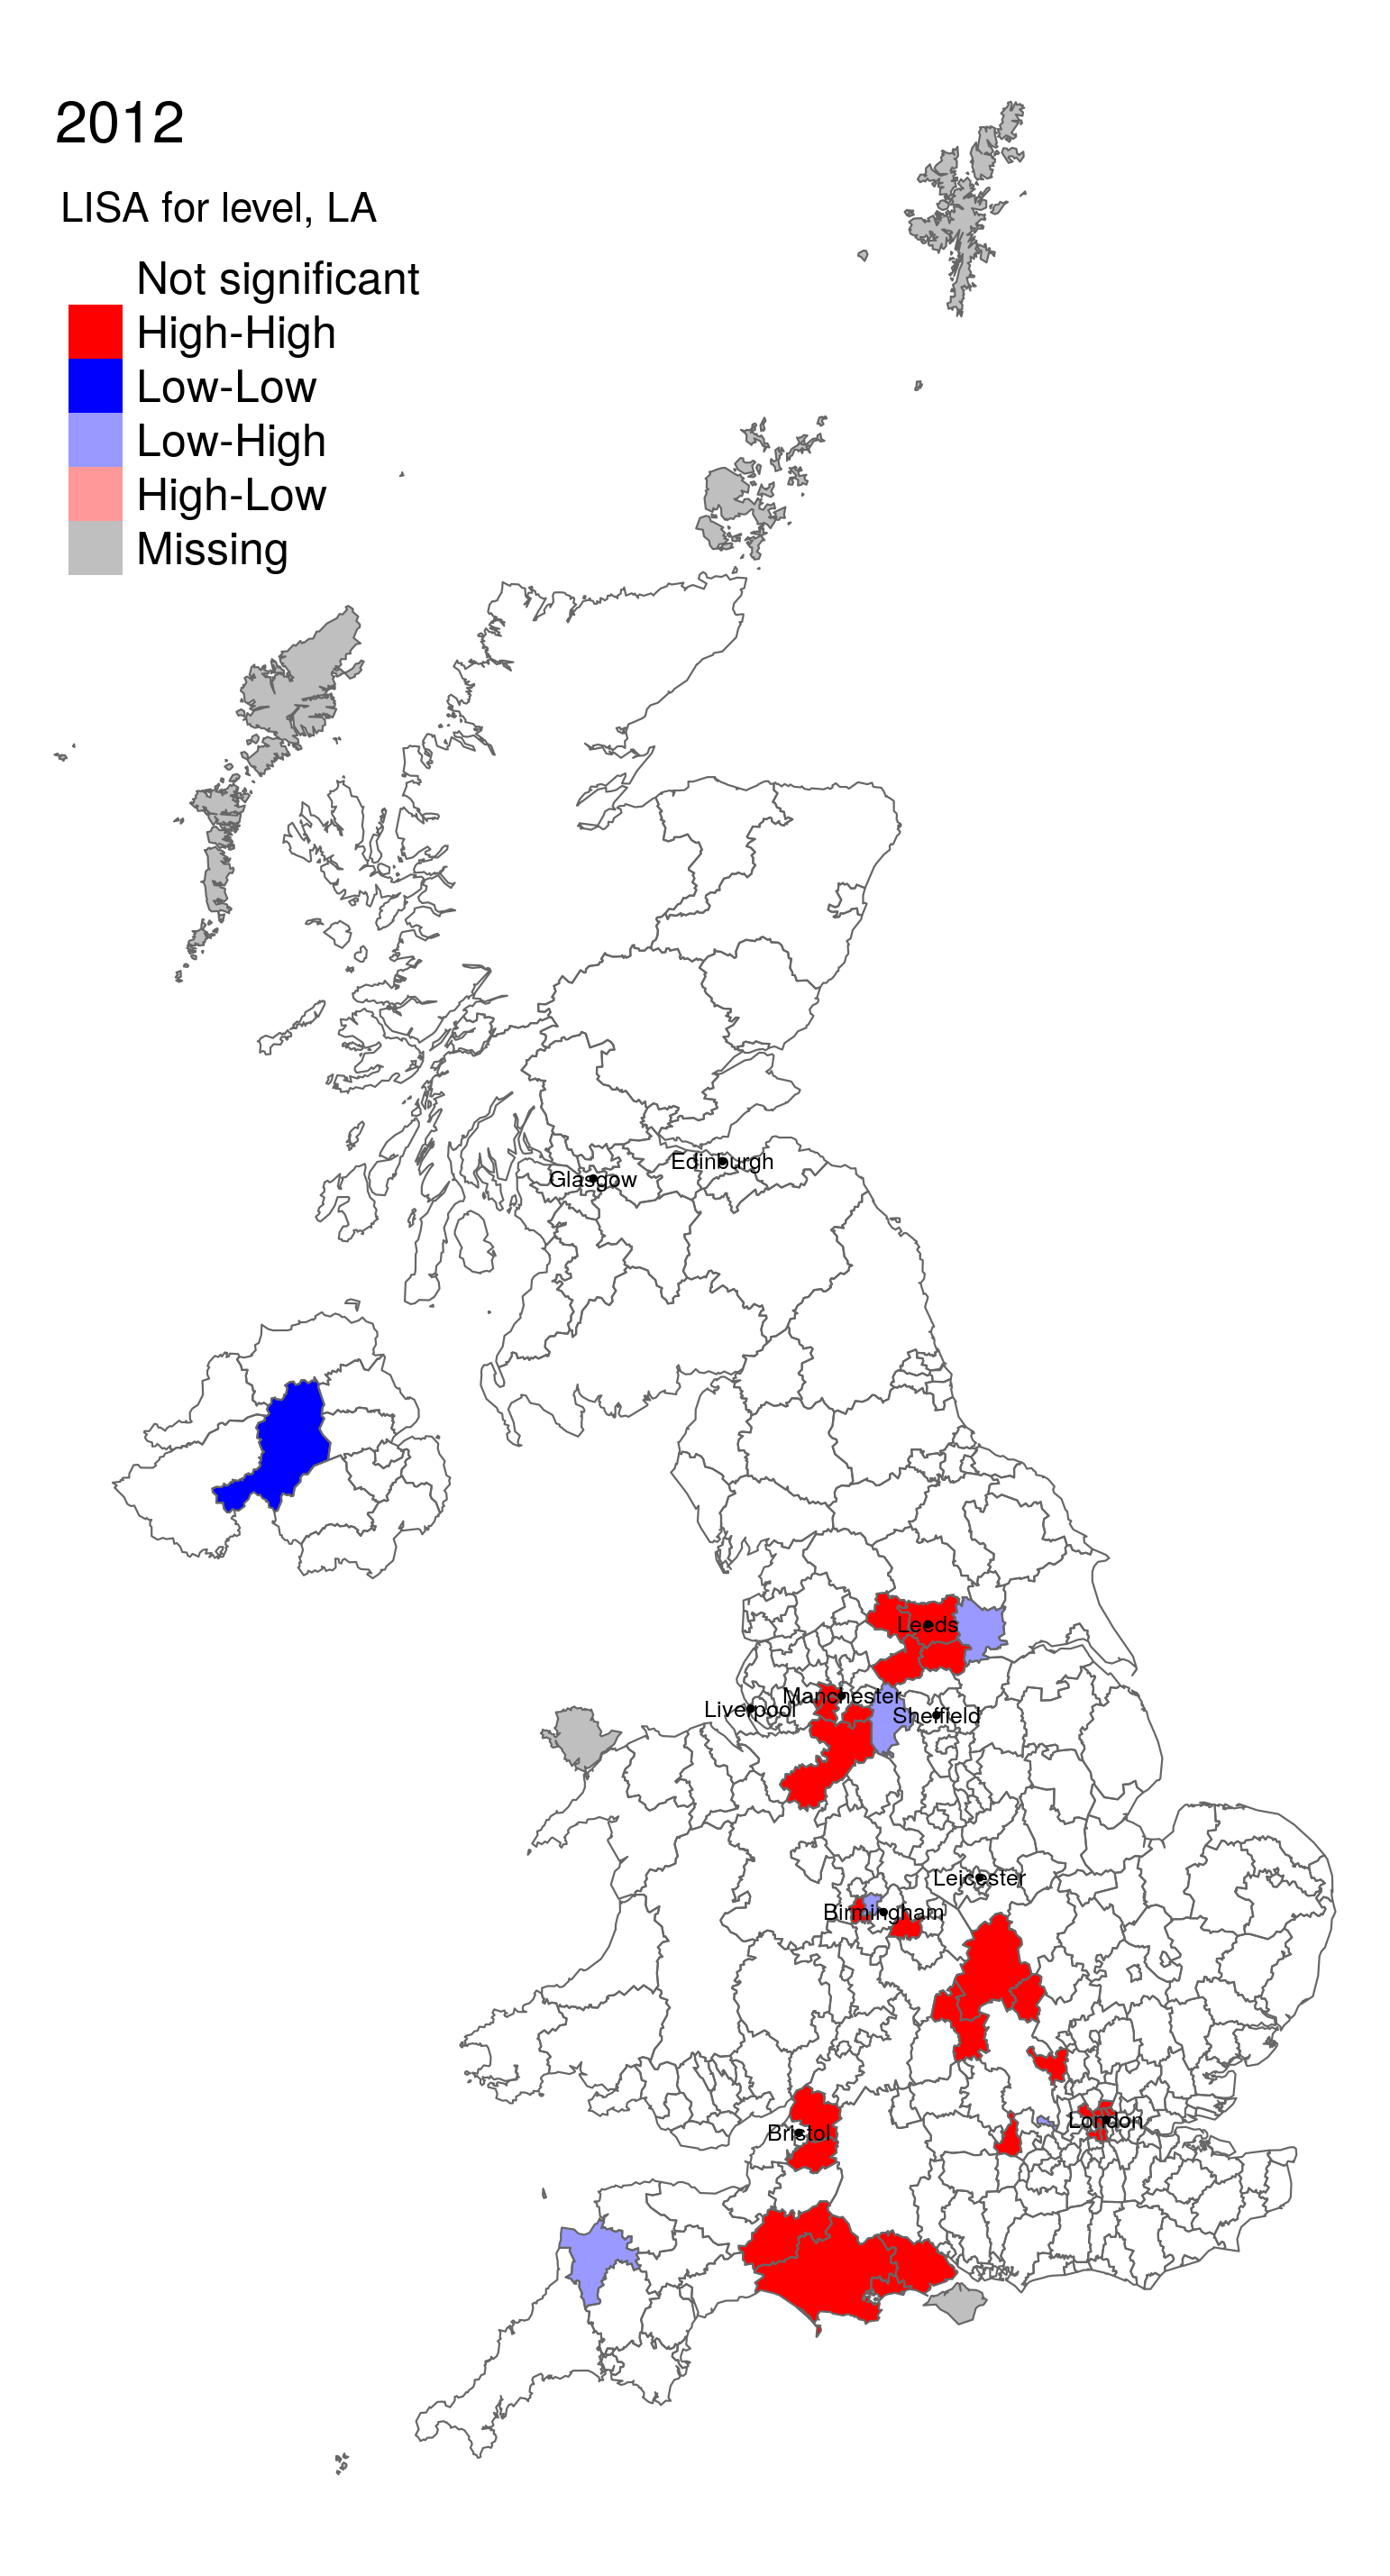 2012
LISA for level, LA
Not significant
High-High
Low-Low
Low-High
High-Low
Missing
Edinburgh
Glasgow
Leeds
Manchester
Liverpool
Sheffield
Leicester
Birmingham
London
Bristol